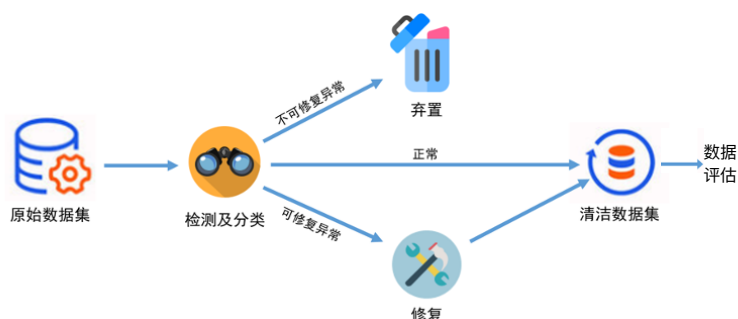 弃置
不可修复异常
正常
数据
评估
原始数据集
检测及分类
可修复异常
清洁数据集
修复